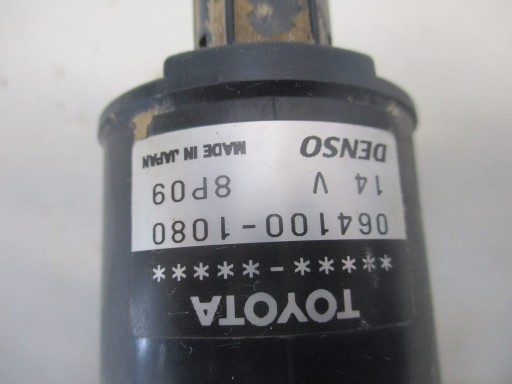 TOYOTA
*****-*****
064100-1080
14 V 8P09
DENSO MADE IN JAPAN